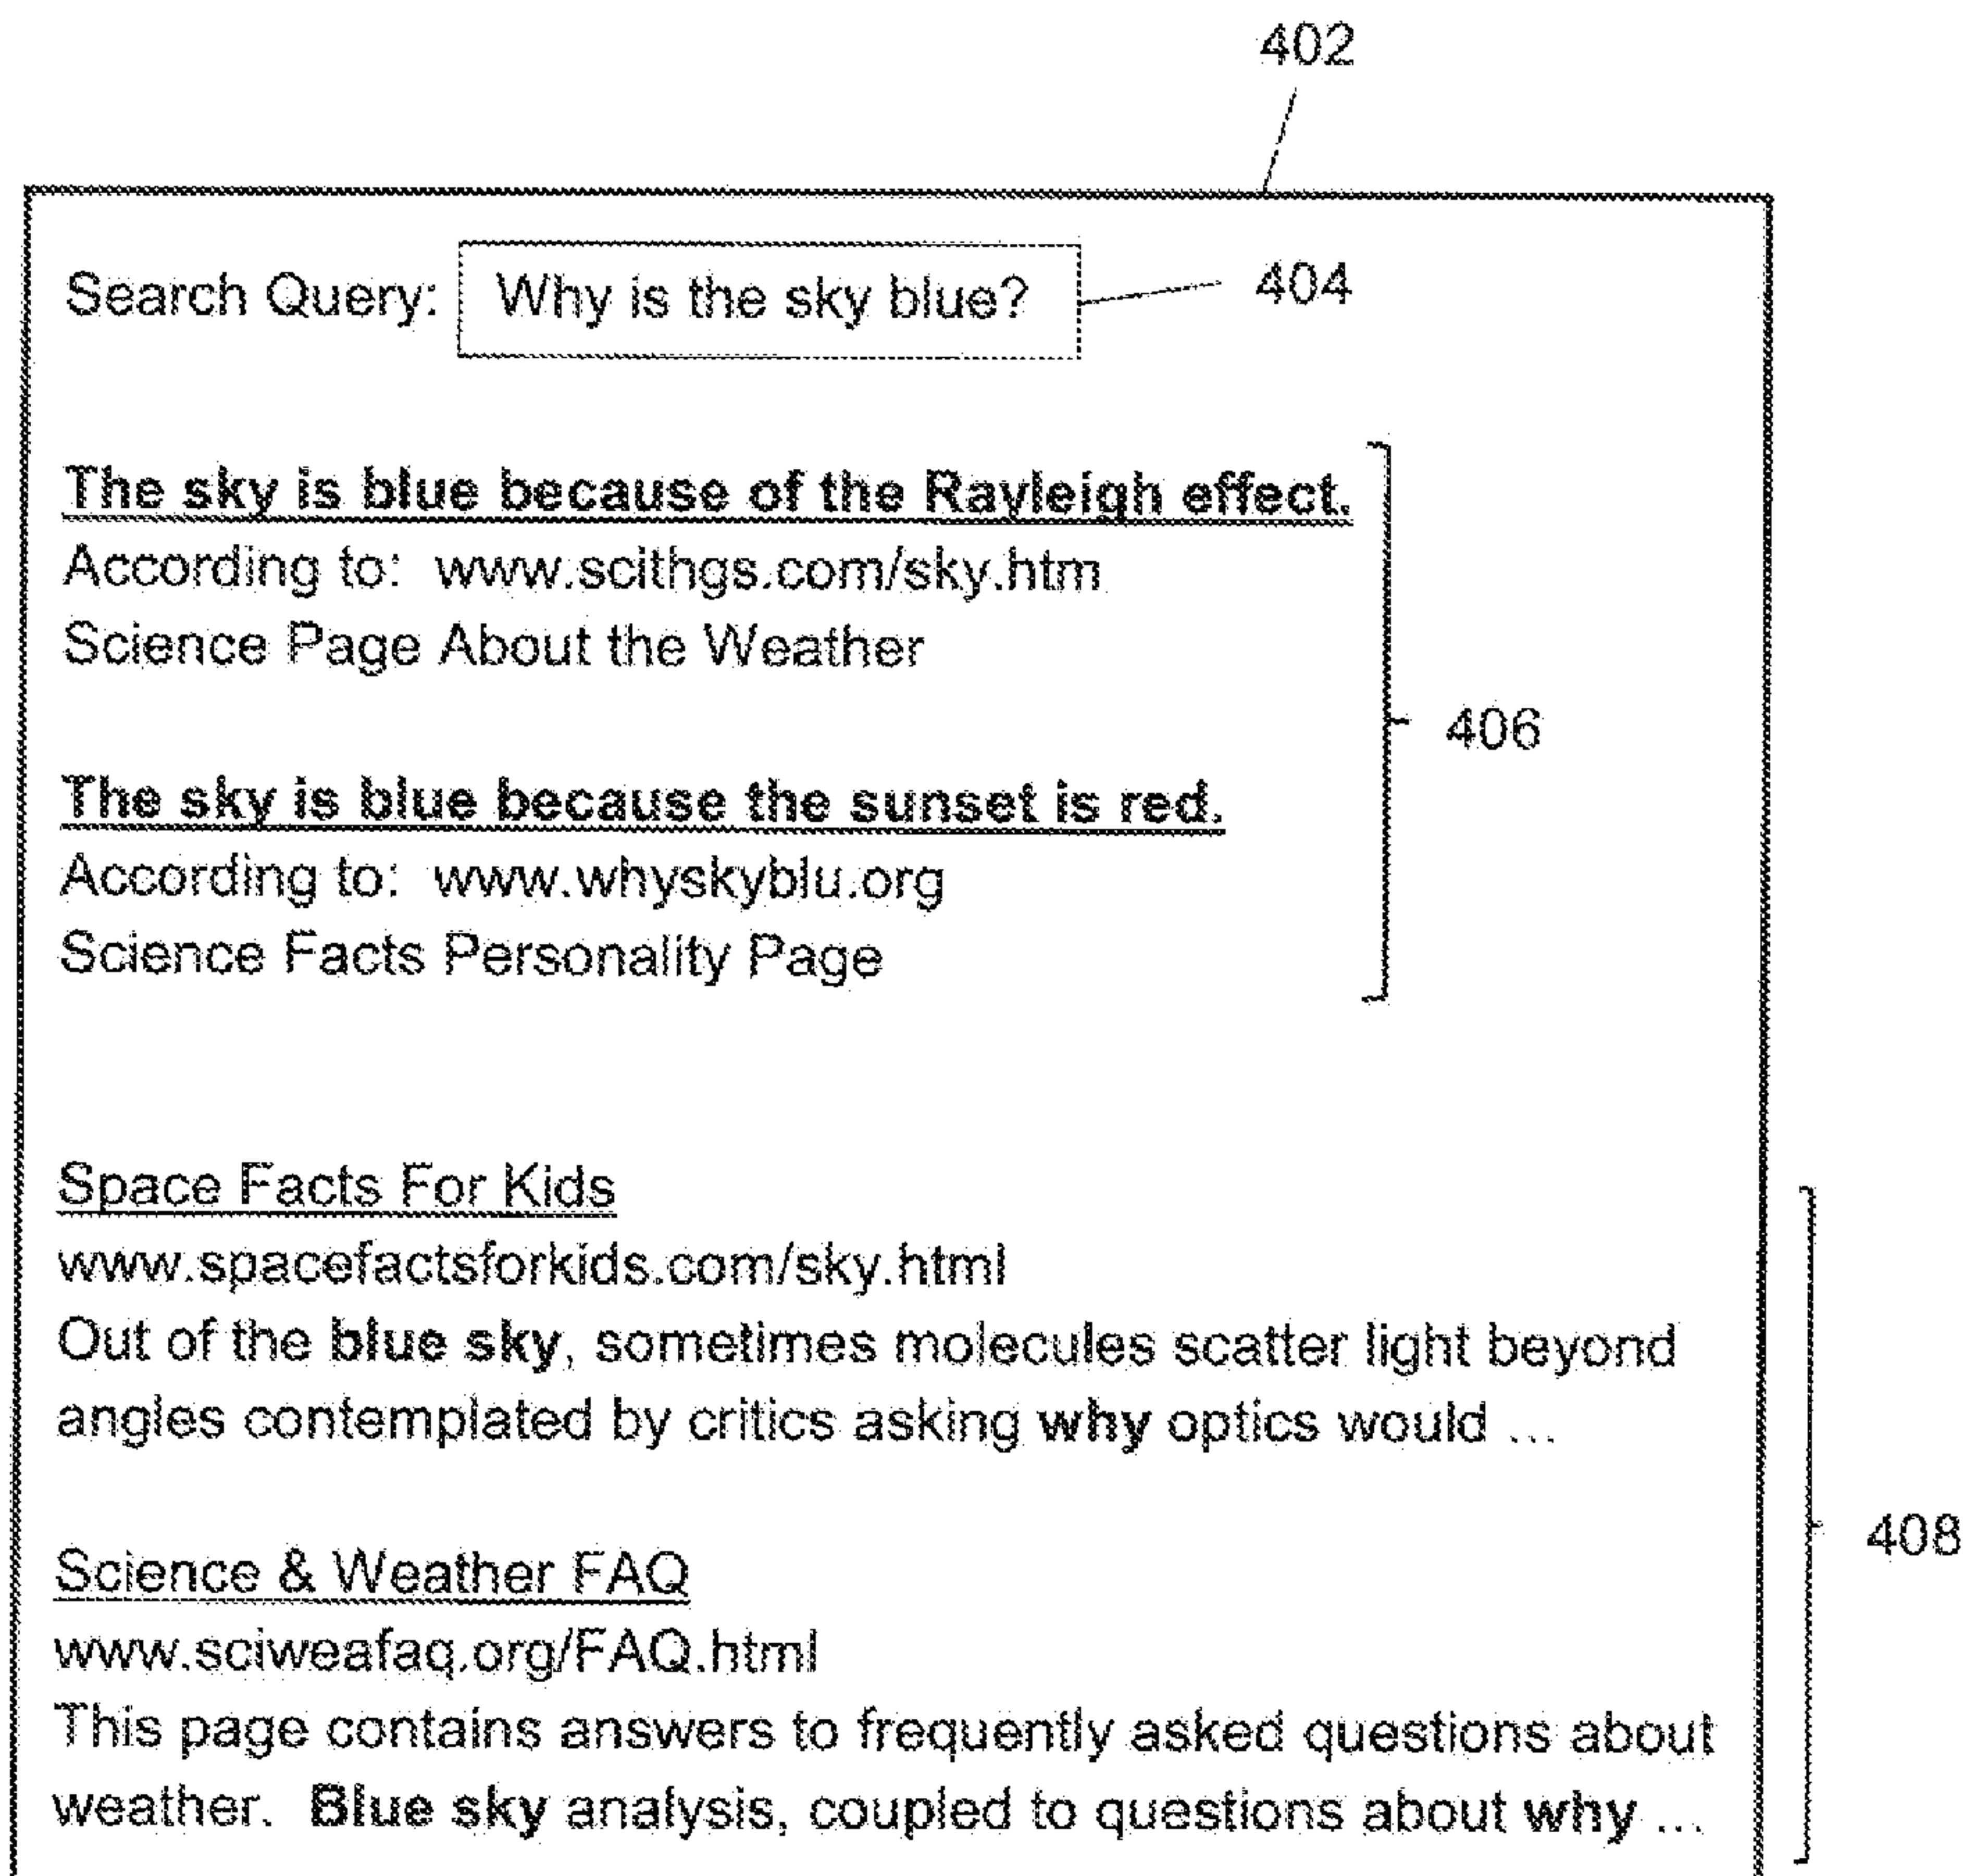 402
Search Query: Why is the sky blue? 404
The sky is blue because of the Rayleigh effect.
According to: www.scithgs.com/sky.htm
Science Page About the Weather
406
The sky is blue because the sunset is red.
According to: www.whyskyblu.org
Science Facts Personality Page
Space Facts For Kids
www.spacefactsforkids.com/sky.html
Out of the blue sky, sometimes molecules scatter light beyond
angles contemplated by critics asking why optics would ...
408
Science & Weather FAQ
www.sciweafaq.org/FAQ.html
This page contains answers to frequently asked questions about
weather. Blue sky analysis, coupled to questions about why ...